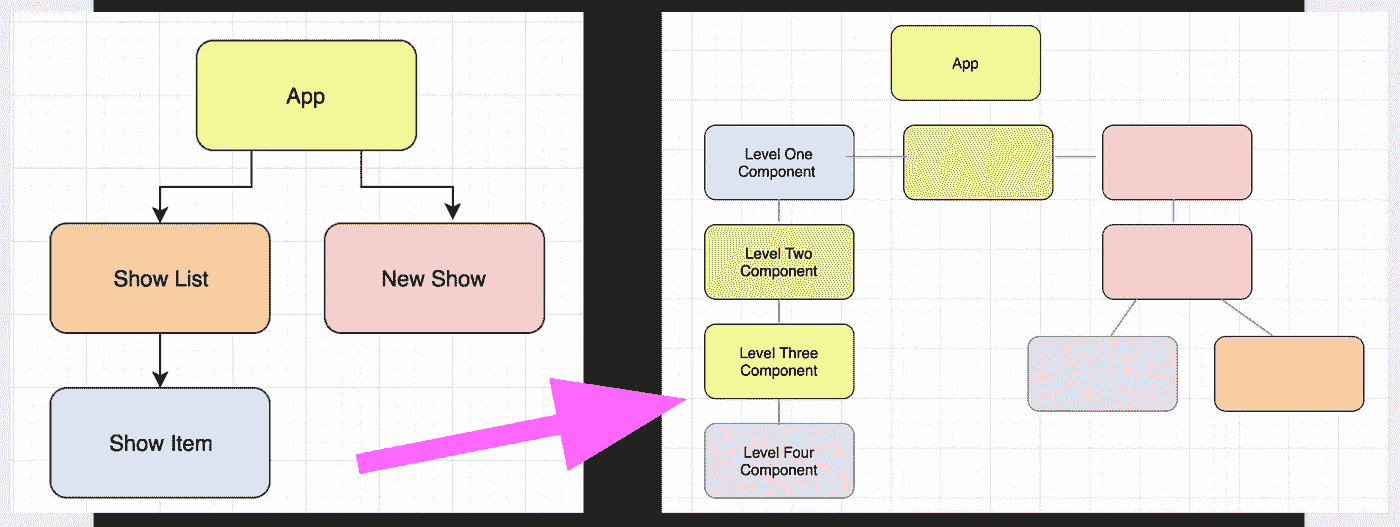 App
Show List
New Show
Show Item
App
Level One
Component
Level Two
Component
Level Three
Component
Level Four
Component